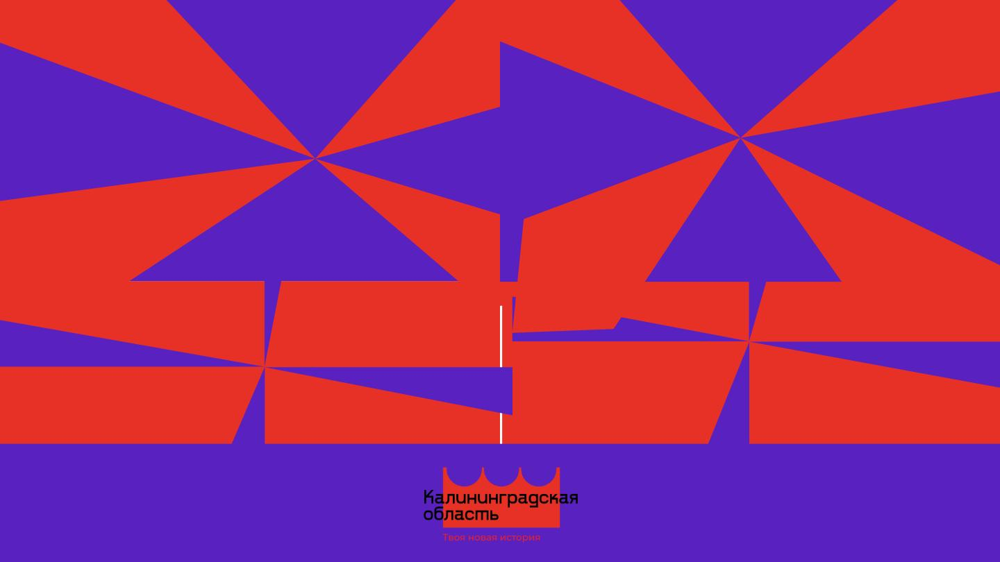 Калининградская
область
Твоя новая история